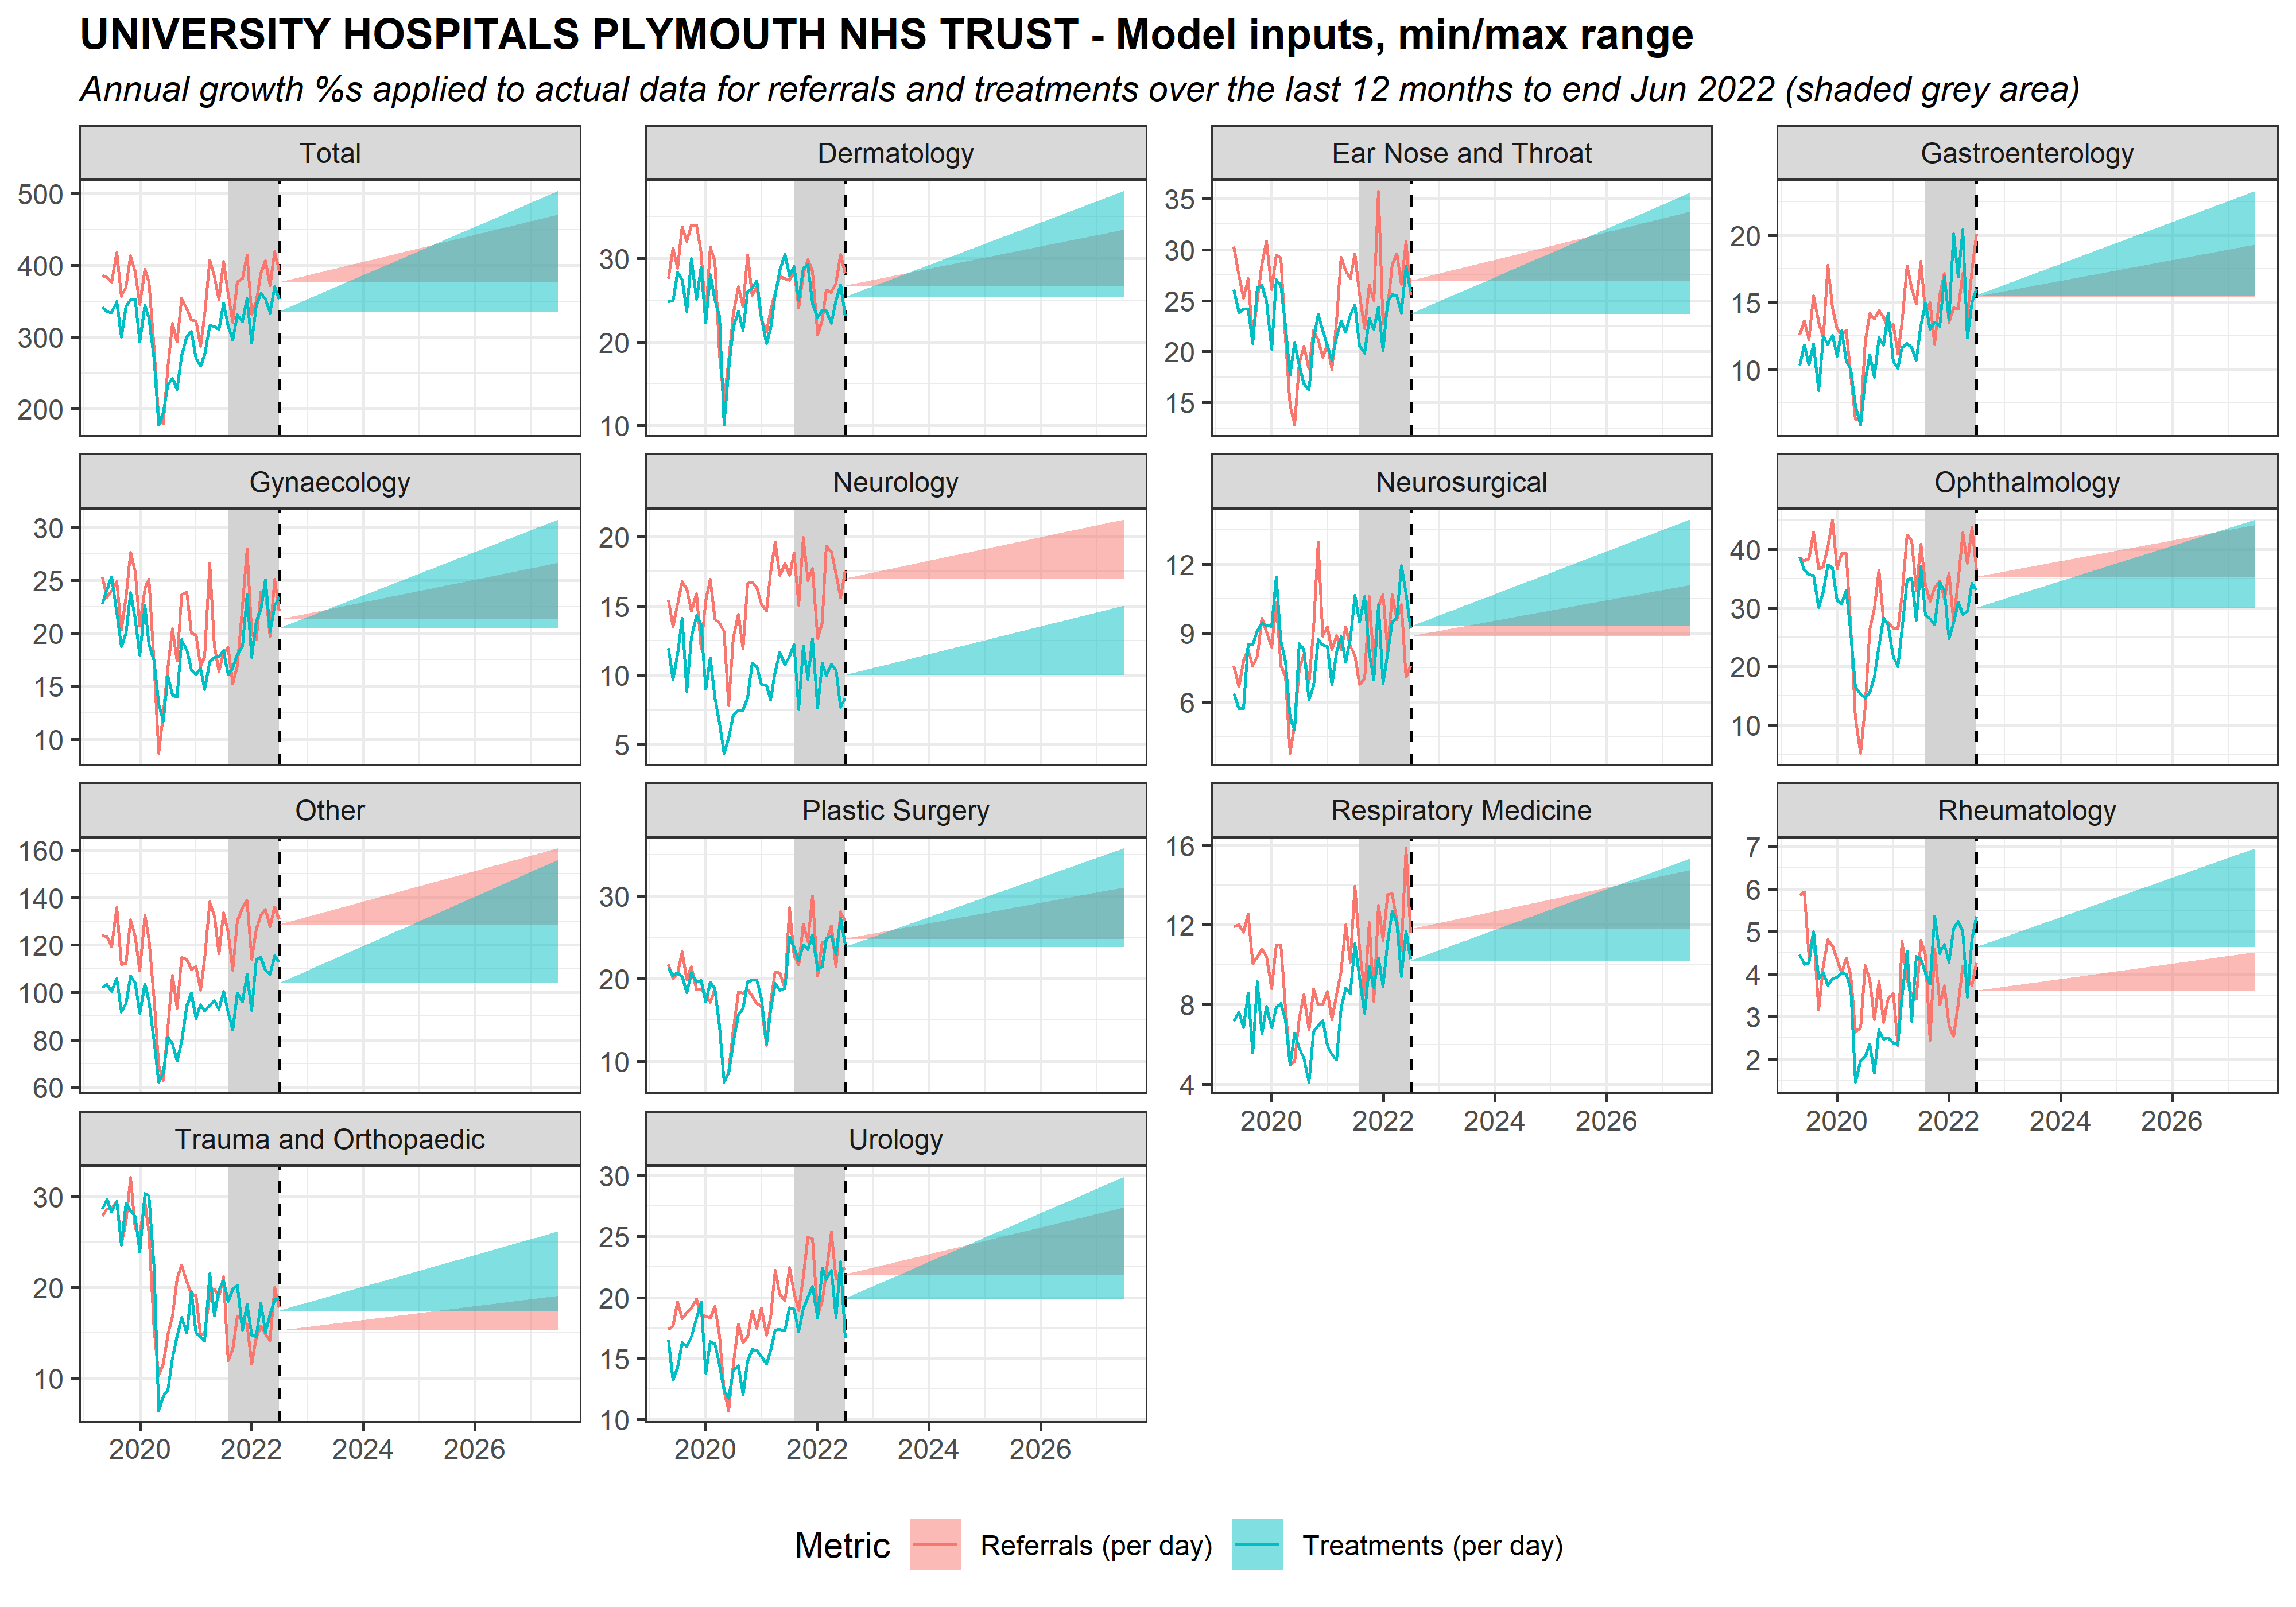 UNIVERSITY HOSPITALS PLYMOUTH NHS TRUST - Model inputs, min/max range
Annual growth %s applied to actual data for referrals and treatments over the last 12 months to end Jun 2022 (shaded grey area)
Total
500
400
300
200
Dermatology
30
20
10
Ear Nose and Throat
35
30
25
20
15
Gastroenterology
20
15
10
Gynaecology
30
25
20
15
10
Neurology
20
15
10
5
Neurosurgical
12
9
6
Ophthalmology
40
30
20
10
Other
160
140
120
100
80
60
Plastic Surgery
30
20
10
Respiratory Medicine
16
12
8
4
2020 2022 2024 2026
Rheumatology
7
6
5
4
3
2
2020 2022 2024 2026
Trauma and Orthopaedic
30
20
10
2020 2022 2024 2026
Urology
30
25
20
15
10
2020 2022 2024 2026
Metric Referrals (per day) Treatments (per day)